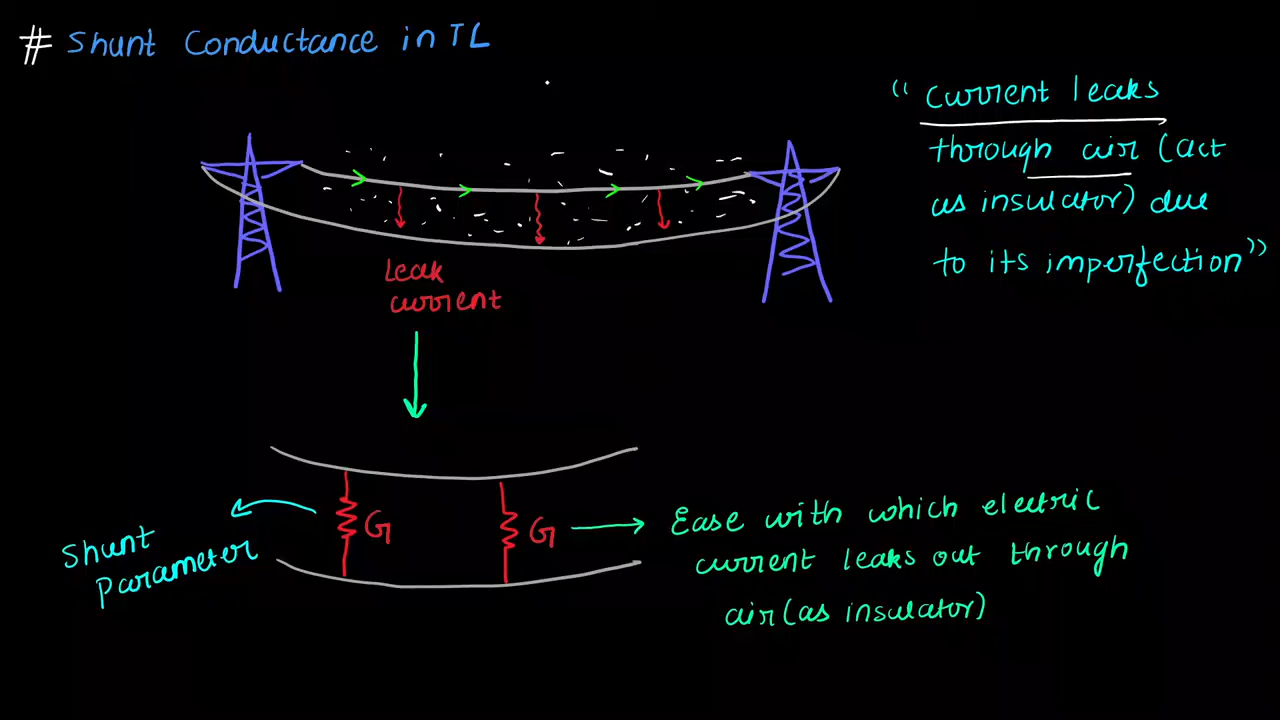 # Shunt Conductance in TL
"Current leaks
through air (act
as insulator) due
to its imperfection"
Leak
current
Shunt
Parameter
G
G
Ease with which electric
current leaks out through
air (as insulator)